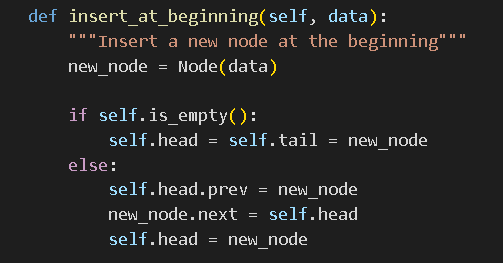 def insert_at_beginning(self, data):
    """Insert a new node at the beginning"""
    new_node = Node(data)

    if self.is_empty():
        self.head = self.tail = new_node
    else:
        self.head.prev = new_node
        new_node.next = self.head
        self.head = new_node